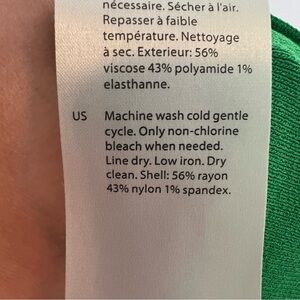 nécessaire. Sécher à l'air.
Repasser à faible
température. Nettoyage
à sec. Exterieur: 56%
viscose 43% polyamide 1%
elasthanne.
US Machine wash cold gentle
cycle. Only non-chlorine
bleach when needed.
Line dry. Low iron. Dry
clean. Shell: 56% rayon
43% nylon 1% spandex.